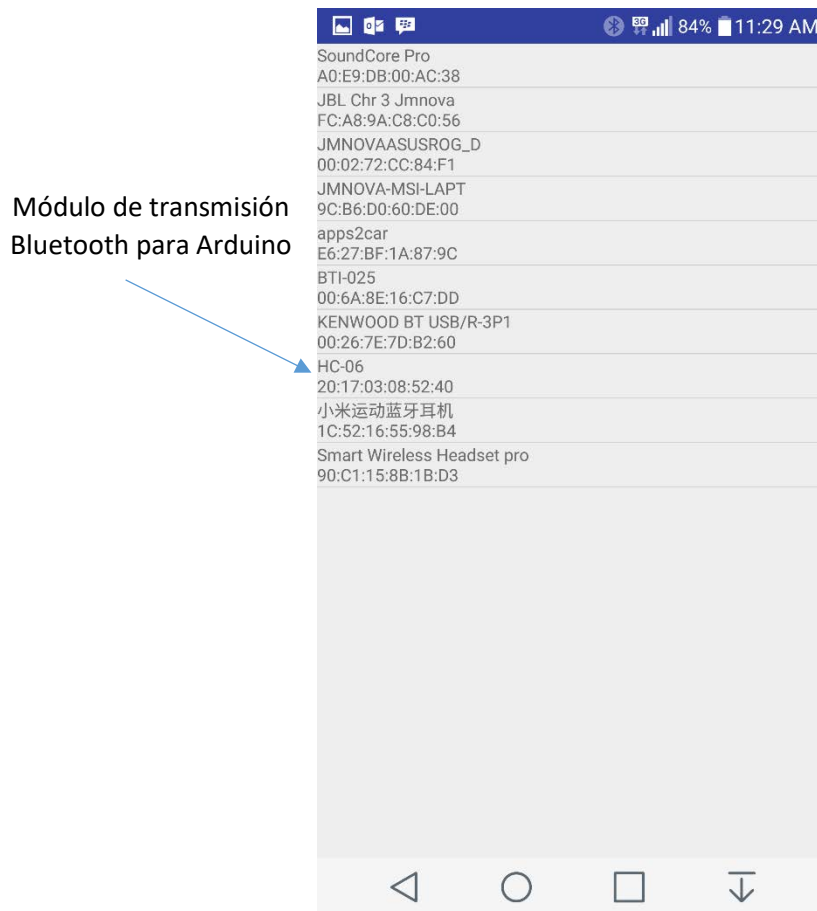 84% 11:29 AM
SoundCore Pro
A0:E9:DB:00:AC:38
JBL Chr 3 Jmnova
FC:A8:9A:C8:C0:56
JMNOVAASUSROG_D
00:02:72:CC:84:F1
JMNOVA-MSI-LAPT
9C:B6:D0:60:DE:00
apps2car
E6:27:BF:1A:87:9C
BTI-025
00:6A:8E:16:C7:DD
KENWOOD BT USB/R-3P1
00:26:7E:7D:B2:60
HC-06
20:17:03:08:52:40
小米运动蓝牙耳机
1C:52:16:55:98:B4
Smart Wireless Headset pro
90:C1:15:8B:1B:D3
Módulo de transmisión
Bluetooth para Arduino
3G